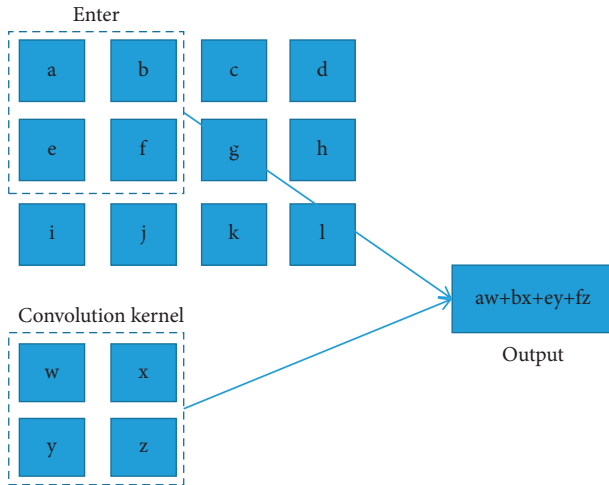 Enter
a b c d
e f g h
i j k l
aw+bx+ey+fz
Output
Convolution kernel
w x
y z